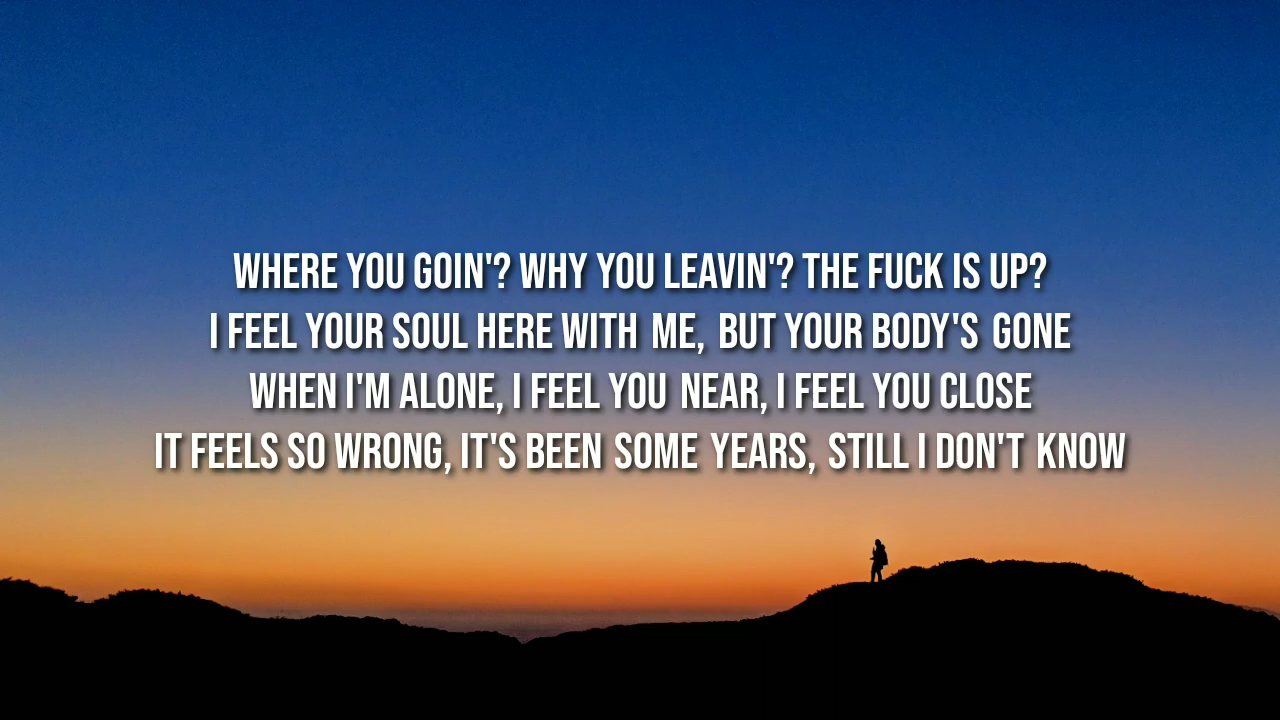 WHERE YOU GOIN'? WHY YOU LEAVIN'? THE FUCK IS UP?
I FEEL YOUR SOUL HERE WITH ME, BUT YOUR BODY'S GONE
WHEN I'M ALONE, I FEEL YOU NEAR, I FEEL YOU CLOSE
IT FEELS SO WRONG, IT'S BEEN SOME YEARS, STILL I DON'T KNOW